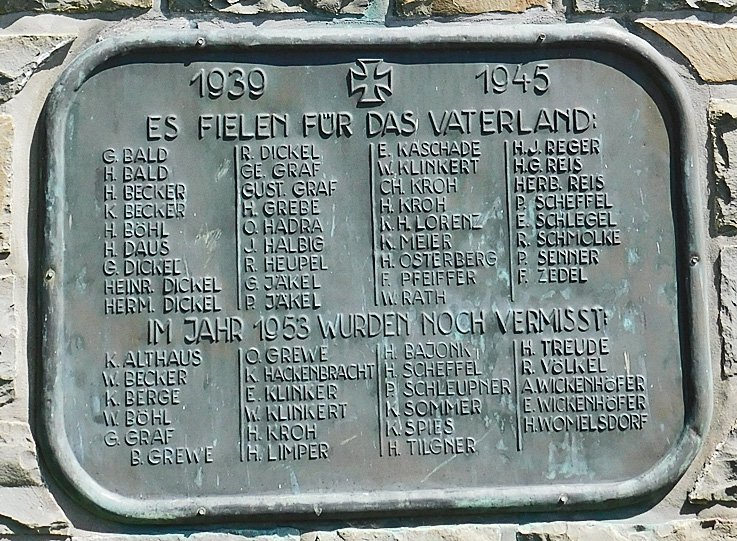 1939 1945
ES FIELEN FÜR DAS VATERLAND:
G. BALD
H. BALD
H. BECKER
K. BECKER
H. BÖHL
H. DAUS
G. DICKEL
HEINR. DICKEL
HERM. DICKEL
R. DICKEL
GE. GRAF
GUST. GRAF
H. GREBE
O. HADRA
J. HALBIG
R. HEUPEL
G. JÄKEL
P. JÄKEL
E. KASCHADE
W. KLINKERT
CH. KROH
H. KROH
K.H. LORENZ
K. MEIER
H. OSTERBERG
F. PFEIFFER
W. RATH
H.J. REGER
H.G. REIS
HERB. REIS
P. SCHEFFEL
E. SCHLEGEL
R. SCHMOLKE
P. SENNER
F. ZEDEL
IM JAHR 1953 WURDEN NOCH VERMISST:
K. ALTHAUS
W. BECKER
K. BERGE
W. BÖHL
G. GRAF
B. GREWE
O. GREWE
K. HACKENBRACHT
E. KLINKER
W. KLINKERT
H. KROH
H. LIMPER
H. BAJONK
H. SCHEFFEL
P. SCHLEUPNER
K. SOMMER
K. SPIES
H. TILGNER
H. TREUDE
R. VÖLKEL
A. WICKENHÖFER
E. WICKENHÖFER
H. WOMELSDORF